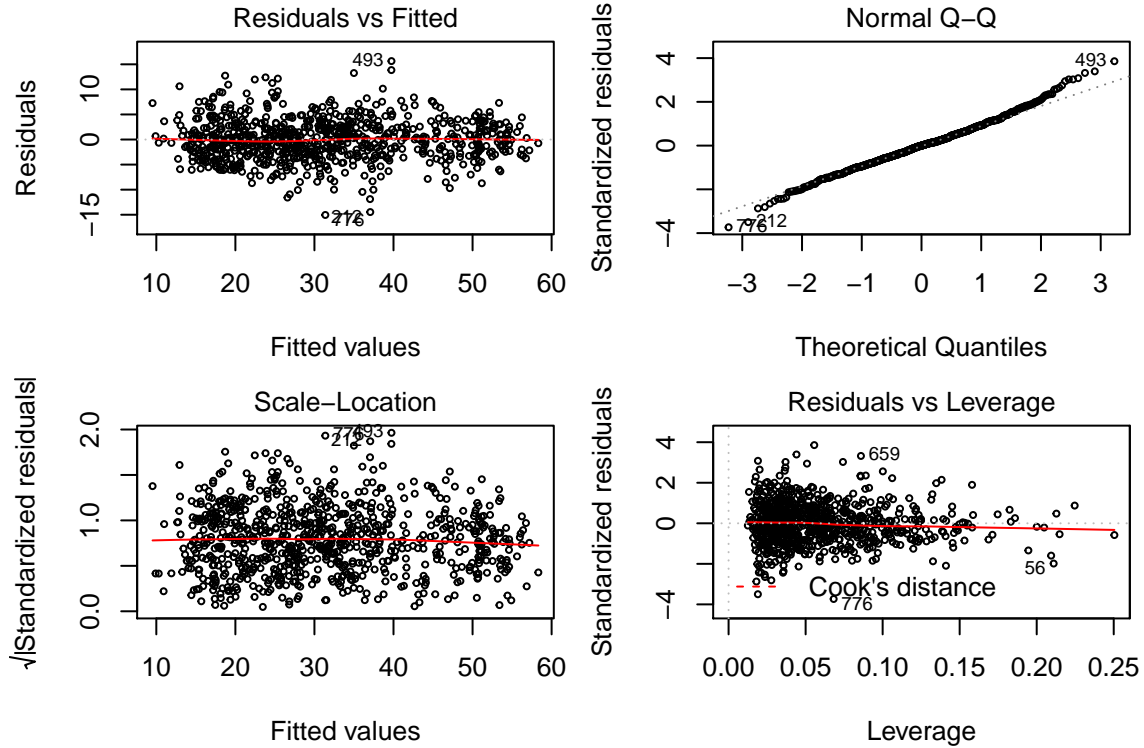 Residuals vs Fitted
Residuals
−15
0
10
493
212
776
10 20 30 40 50 60
Fitted values
Normal Q−Q
Standardized residuals
−4
0
2
4
493
776
212
−3 −2 −1 0 1 2 3
Theoretical Quantiles
Scale−Location
√|Standardized residuals|
0.0
1.0
2.0
776
493
212
10 20 30 40 50 60
Fitted values
Residuals vs Leverage
Standardized residuals
−4
0
2
4
659
56
776
Cook's distance
0.00 0.05 0.10 0.15 0.20 0.25
Leverage